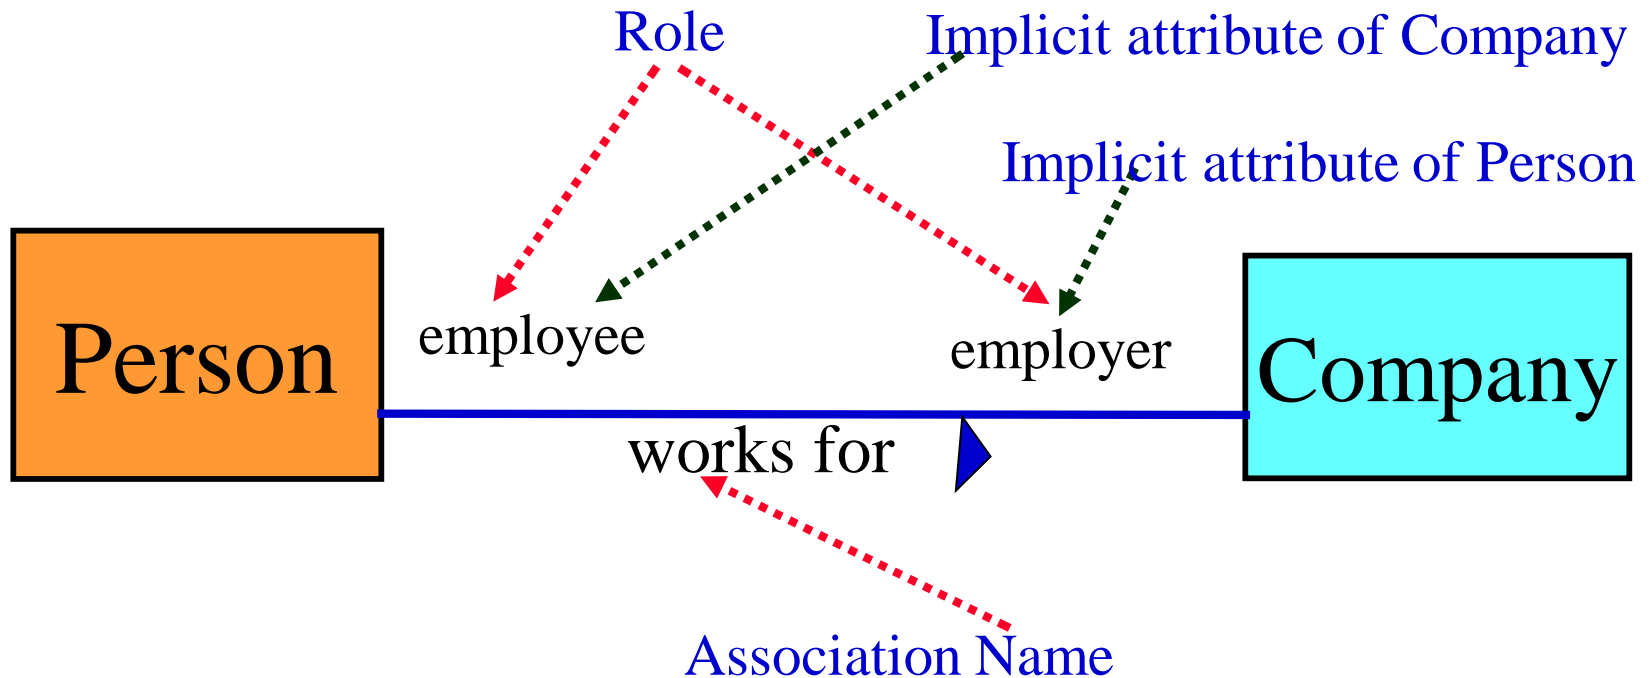 Role
Implicit attribute of Company
Implicit attribute of Person
employee
employer
Person
Company
works for
Association Name